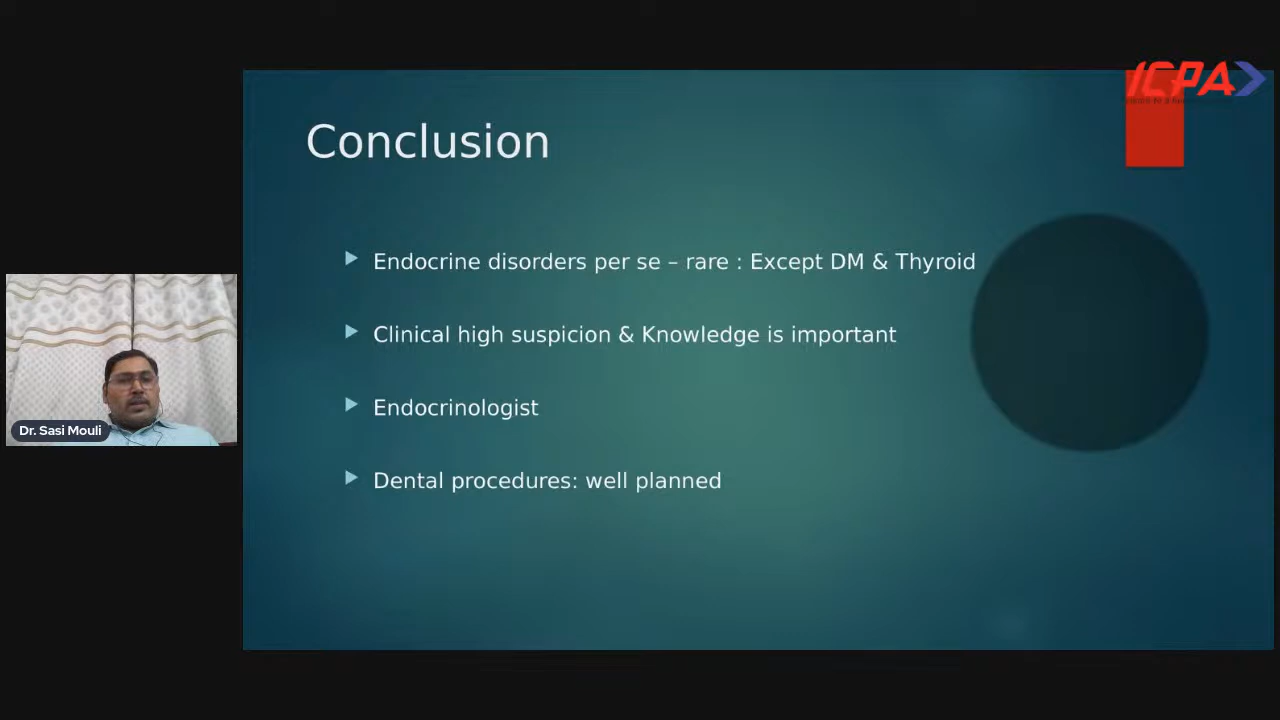 ICPA
Conclusion
Endocrine disorders per se – rare : Except DM & Thyroid
Clinical high suspicion & Knowledge is important
Endocrinologist
Dental procedures: well planned
Dr. Sasi Mouli